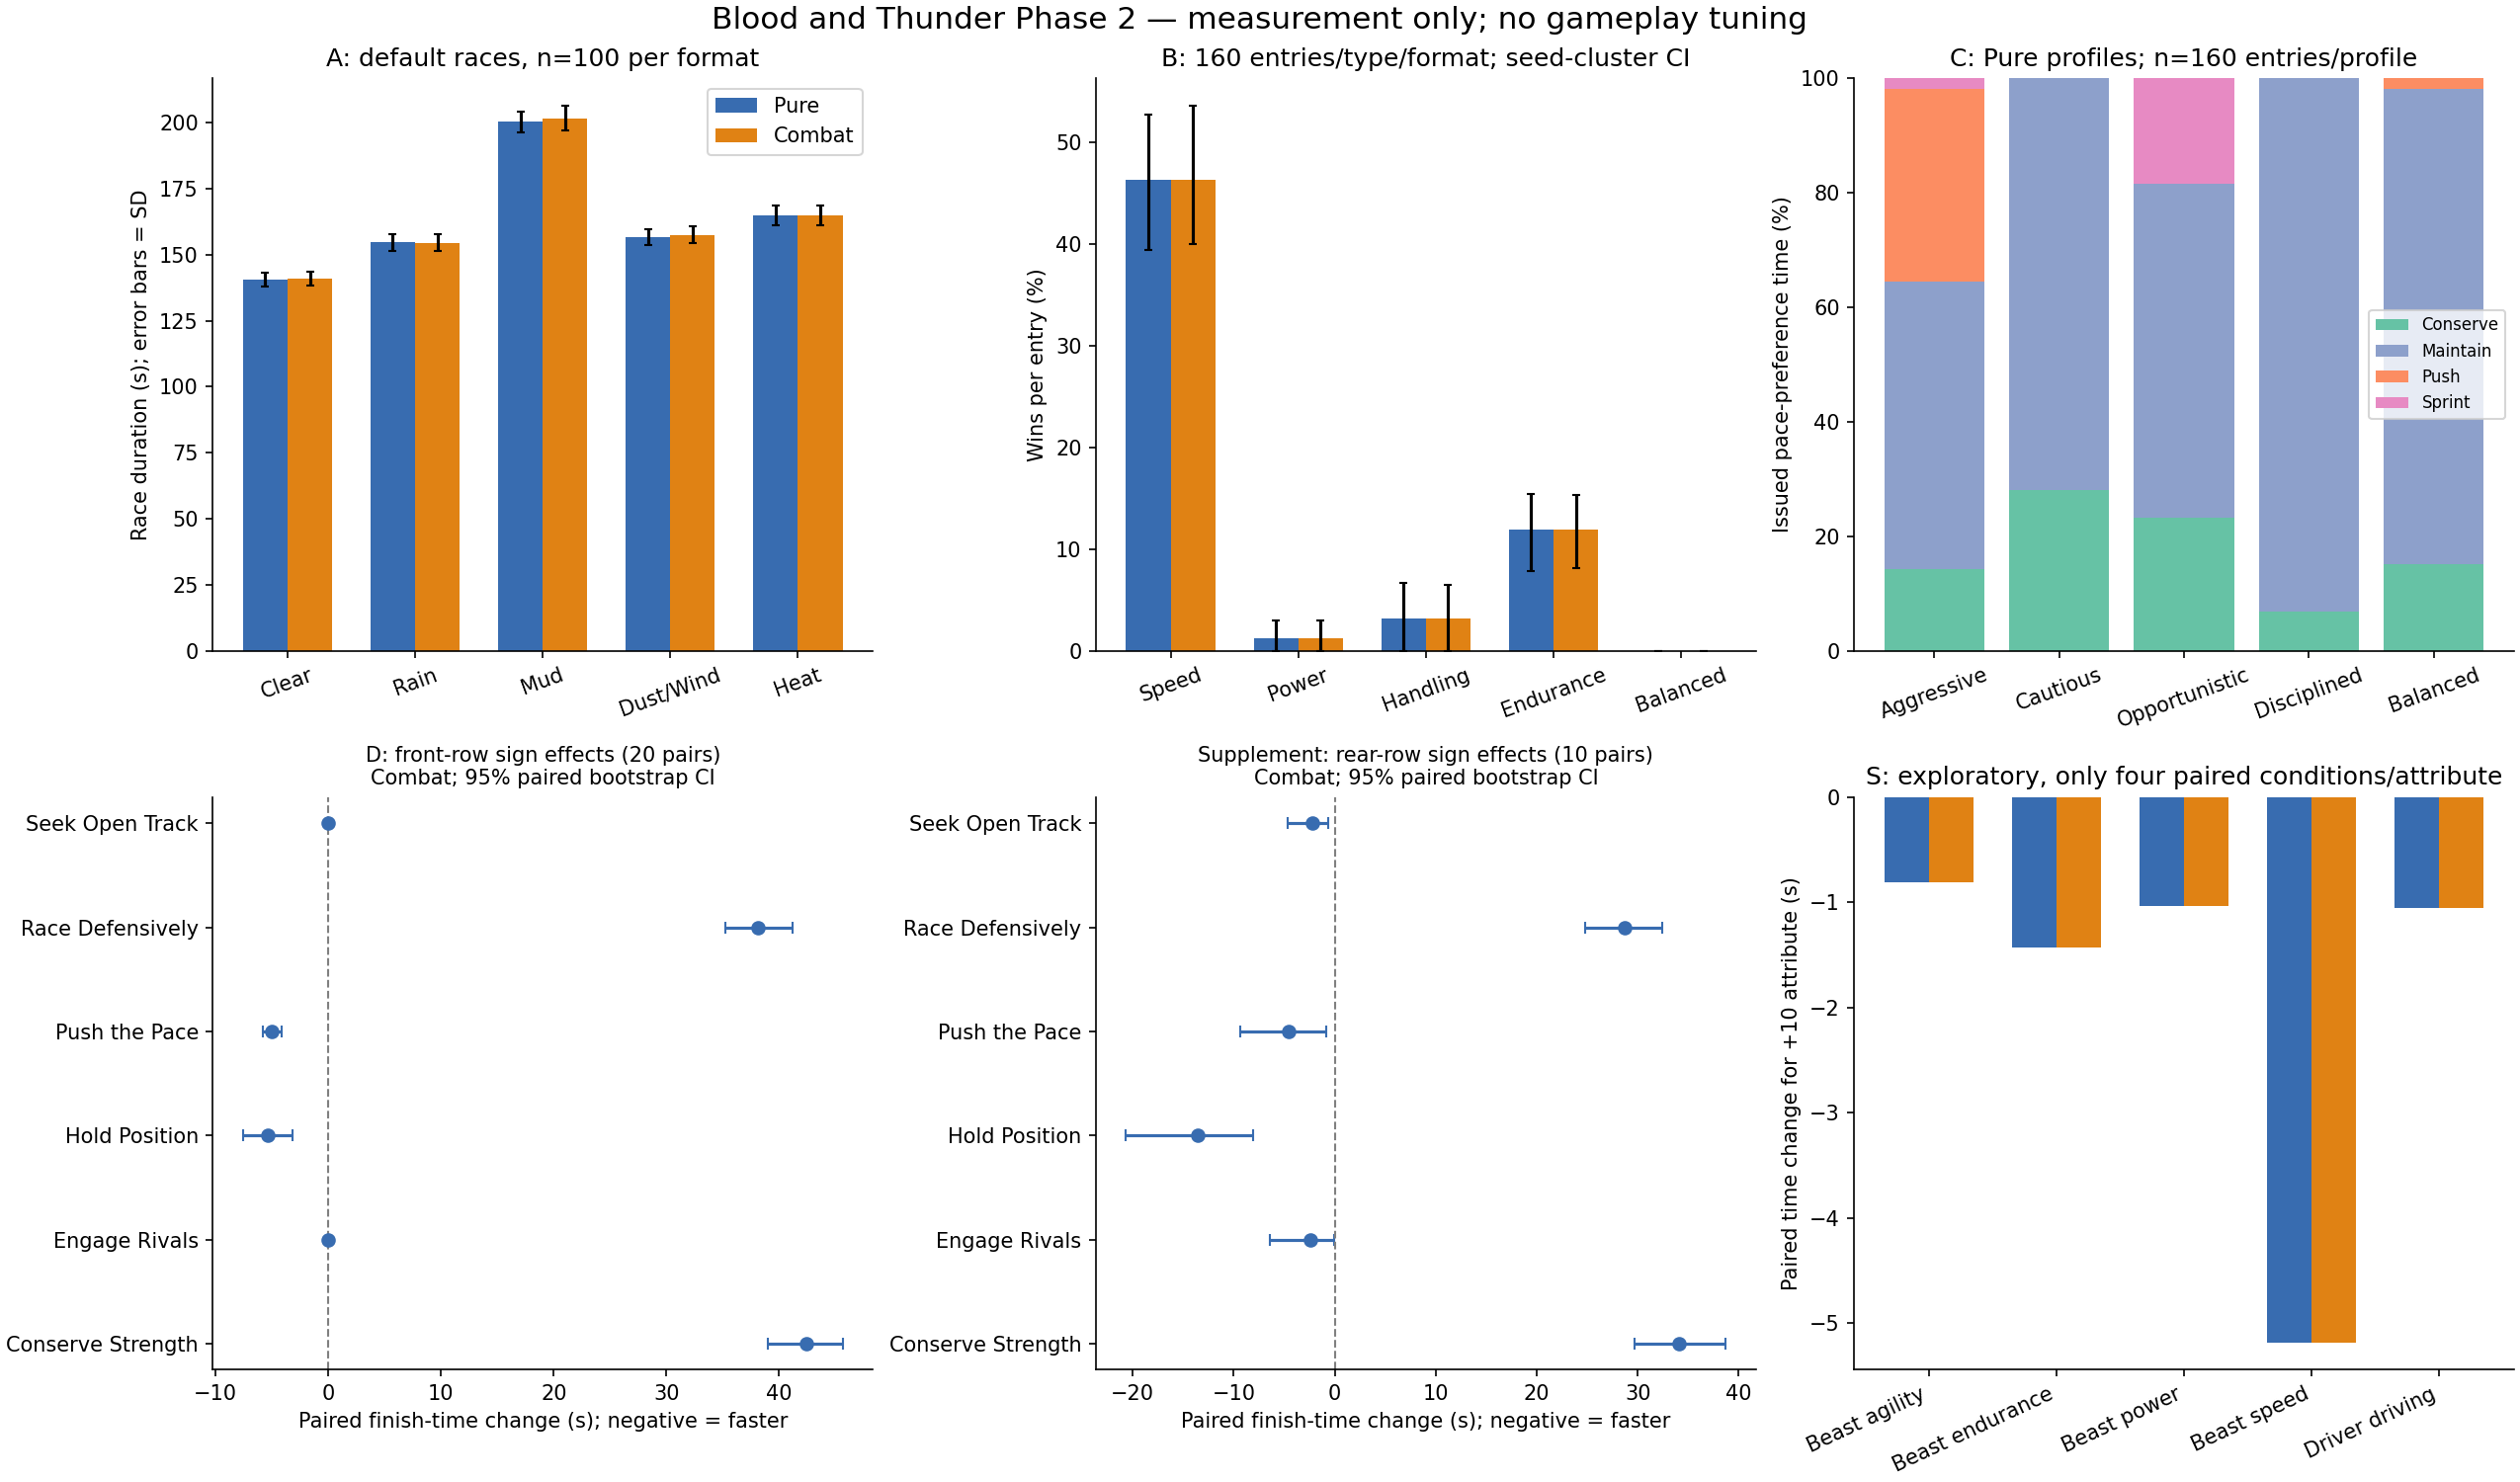 Blood and Thunder Phase 2 — measurement only; no gameplay tuning
A: default races, n=100 per format
Race duration (s); error bars = SD
200
175
150
125
100
75
50
25
0
Pure
Combat
Clear
Rain
Mud
Dust/Wind
Heat
B: 160 entries/type/format; seed-cluster CI
Wins per entry (%)
50
40
30
20
10
0
Speed
Power
Handling
Endurance
Balanced
C: Pure profiles; n=160 entries/profile
Issued pace-preference time (%)
100
80
60
40
20
0
Conserve
Maintain
Push
Sprint
Aggressive
Cautious
Opportunistic
Disciplined
Balanced
D: front-row sign effects (20 pairs)
Combat; 95% paired bootstrap CI
Seek Open Track
Race Defensively
Push the Pace
Hold Position
Engage Rivals
Conserve Strength
−10
0
10
20
30
40
Paired finish-time change (s); negative = faster
Supplement: rear-row sign effects (10 pairs)
Combat; 95% paired bootstrap CI
Seek Open Track
Race Defensively
Push the Pace
Hold Position
Engage Rivals
Conserve Strength
−20
−10
0
10
20
30
40
Paired finish-time change (s); negative = faster
S: exploratory, only four paired conditions/attribute
Paired time change for +10 attribute (s)
0
−1
−2
−3
−4
−5
Beast agility
Beast endurance
Beast power
Beast speed
Driver driving